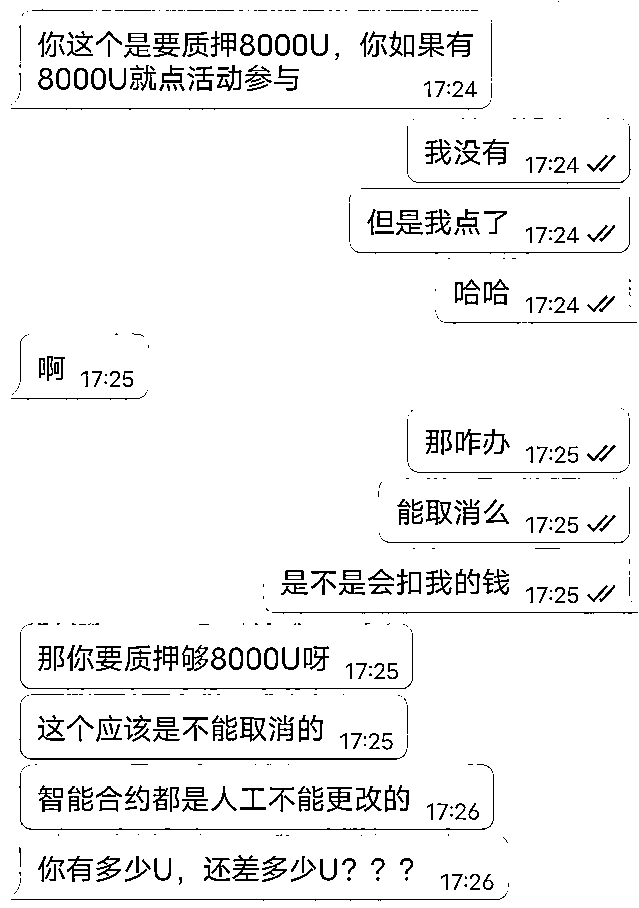 你这个是要质押8000U，你如果有
8000U就点活动参与 17:24
我没有 17:24
但是我点了 17:24
哈哈 17:24
啊 17:25
那咋办 17:25
能取消么 17:25
是不是会扣我的钱 17:25
那你要质押够8000U呀 17:25
这个应该是不能取消的 17:25
智能合约都是人工不能更改的 17:26
你有多少U，还差多少U？？？ 17:26